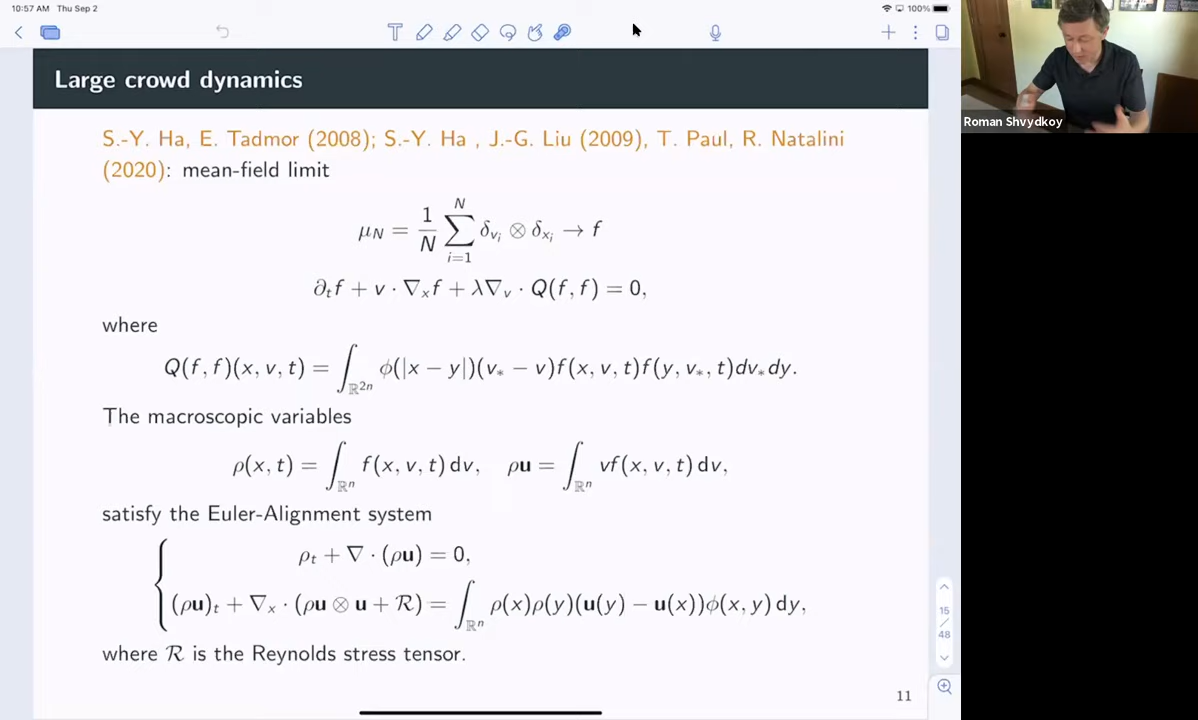 10:57 AM Thu Sep 2
100%
Large crowd dynamics
S.-Y. Ha, E. Tadmor (2008); S.-Y. Ha , J.-G. Liu (2009), T. Paul, R. Natalini
(2020): mean-field limit
μ_N = \frac{1}{N} \sum_{i=1}^{N} δ_{v_i} ⊗ δ_{x_i} → f
∂_t f + v · ∇_x f + λ∇_v · Q(f, f) = 0,
where
Q(f, f)(x, v, t) = ∫_{ℝ^{2n}} ϕ(|x − y|)(v_* − v)f(x, v, t)f(y, v_*, t)dv_* dy.
The macroscopic variables
ρ(x, t) = ∫_{ℝ^n} f(x, v, t) dv, ρ𝐮 = ∫_{ℝ^n} vf(x, v, t) dv,
satisfy the Euler-Alignment system
ρ_t + ∇ · (ρ𝐮) = 0,
(ρ𝐮)_t + ∇_x · (ρ𝐮 ⊗ 𝐮 + ℛ) = ∫_{ℝ^n} ρ(x)ρ(y)(𝐮(y) − 𝐮(x))ϕ(x, y) dy,
where ℛ is the Reynolds stress tensor.
11
15
/
48
Roman Shvydkoy